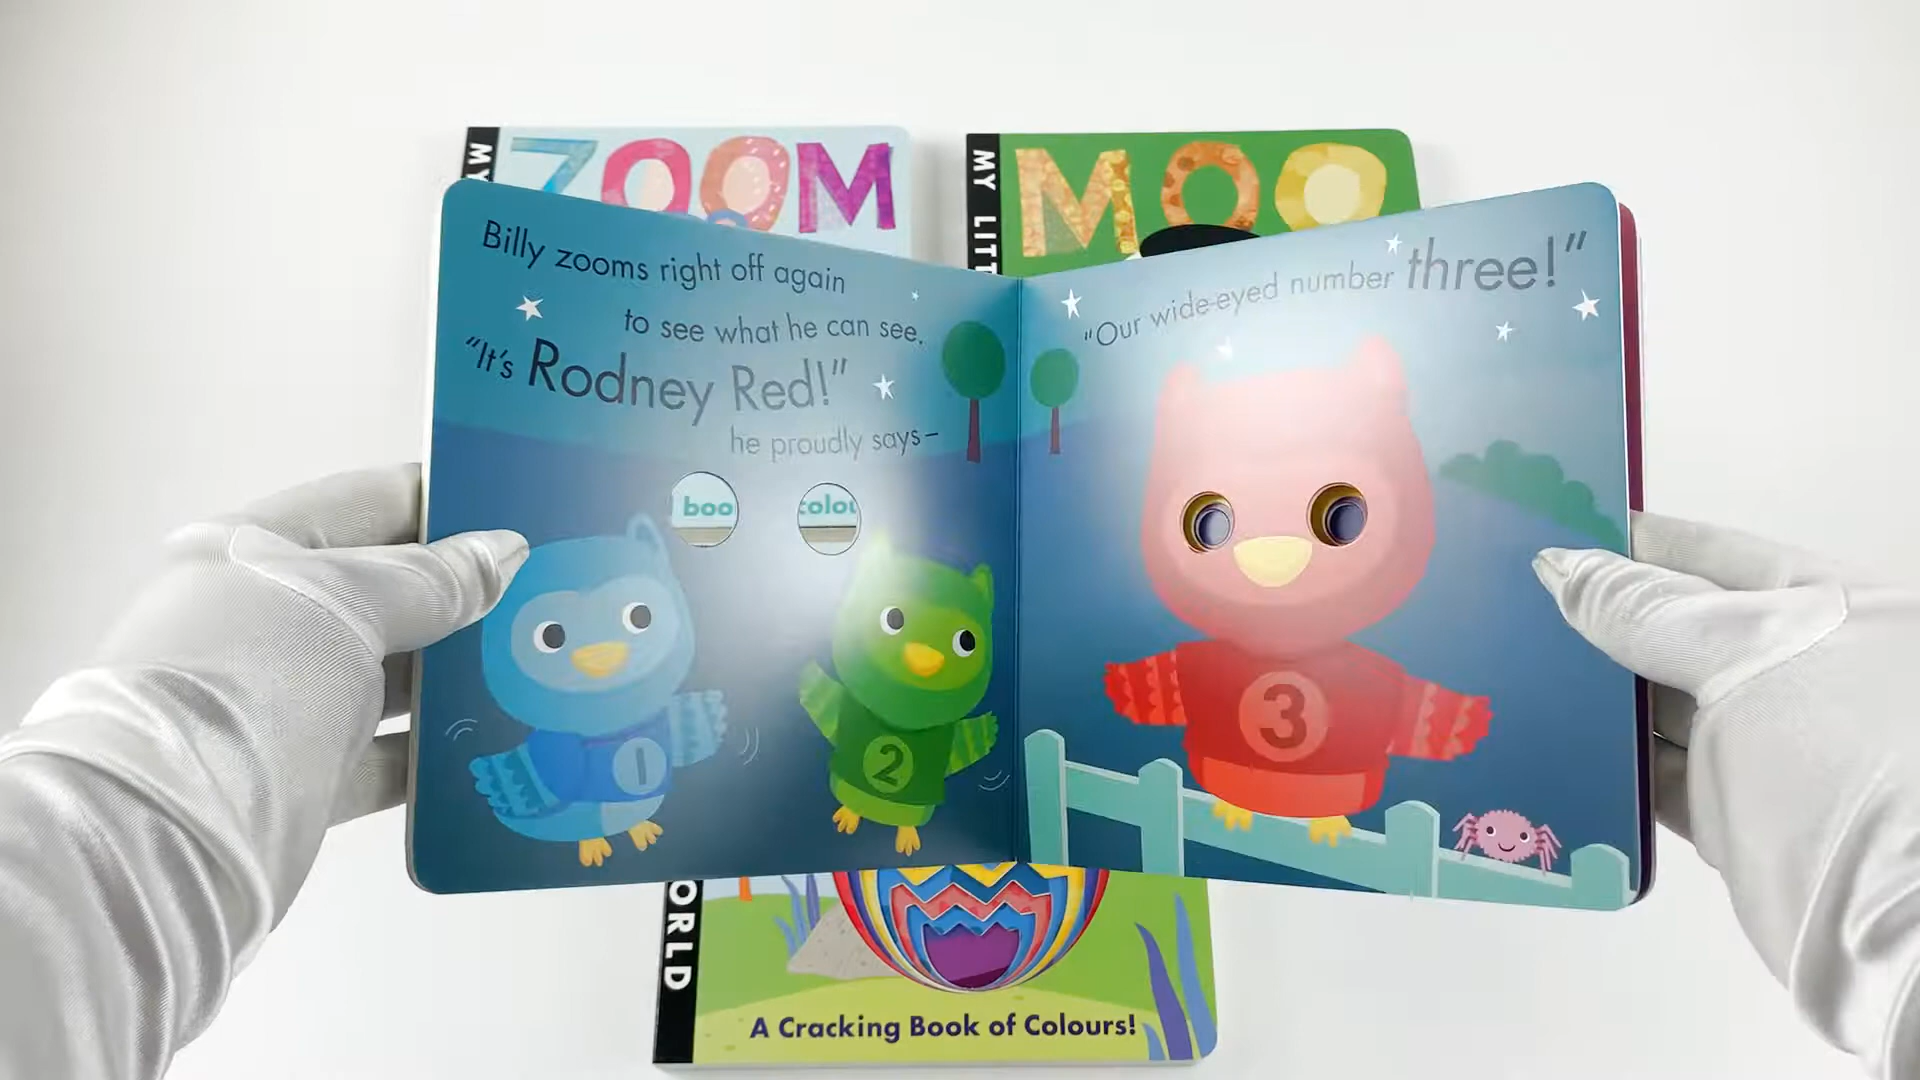 MY
ZOOM
MY LITT
MOO
Billy zooms right off again
to see what he can see.
"It's Rodney Red!"
he proudly says–
boo
colou
1
2
"Our wide-eyed number three!"
3
ORLD
A Cracking Book of Colours!